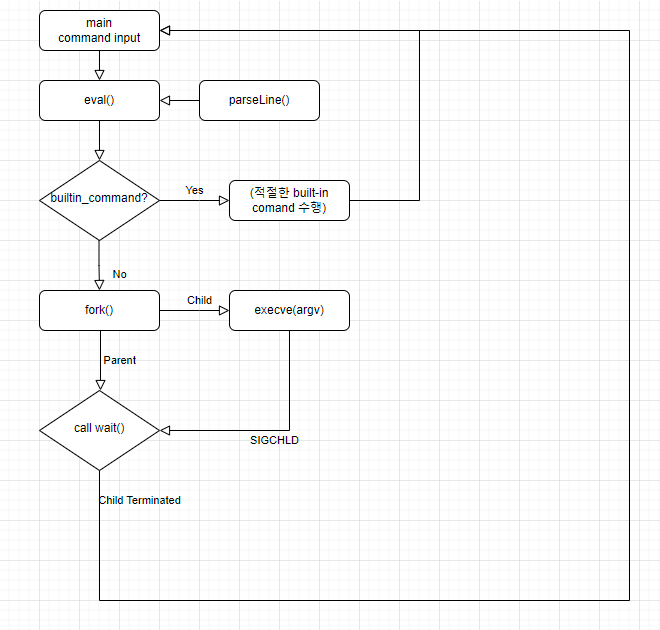 main
command input
eval()
parseLine()
builtin_command?
Yes
(적절한 built-in
comand 수행)
No
fork()
Child
execve(argv)
Parent
call wait()
SIGCHLD
Child Terminated